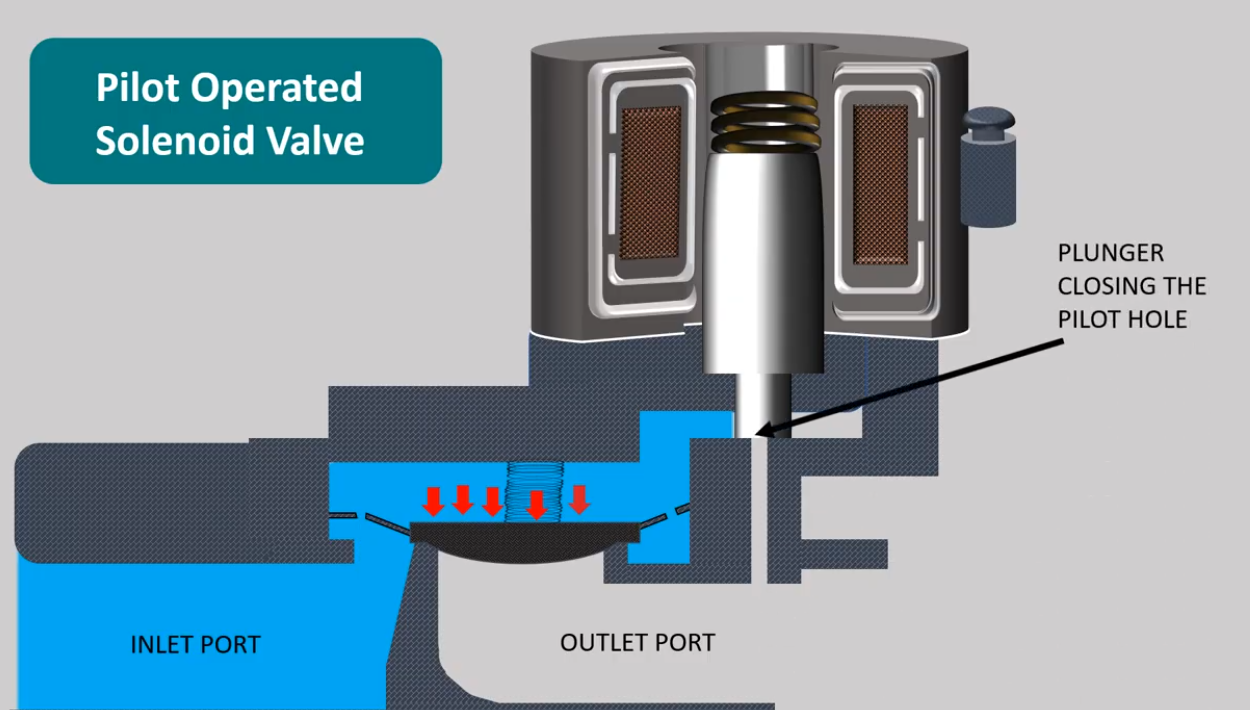 Pilot Operated
Solenoid Valve
PLUNGER
CLOSING THE
PILOT HOLE
INLET PORT
OUTLET PORT